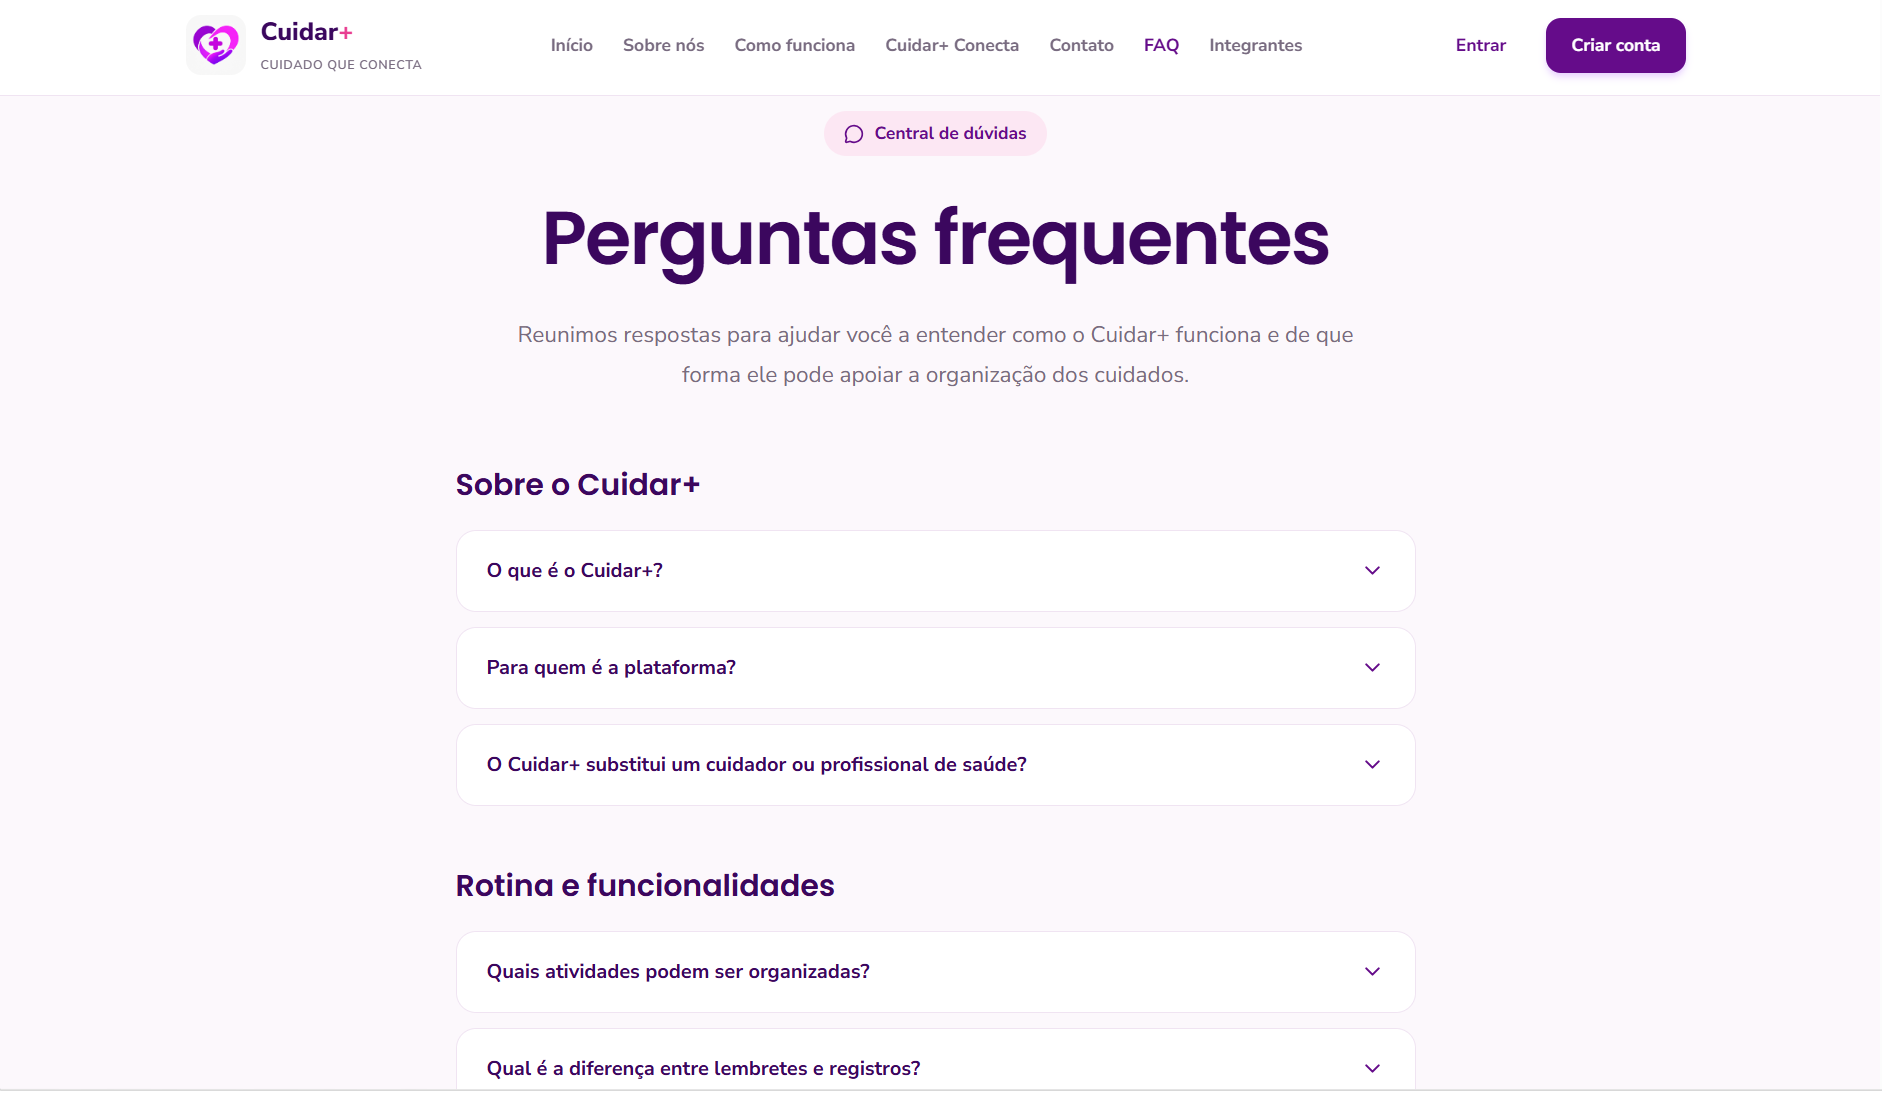 Cuidar+
CUIDADO QUE CONECTA
Início
Sobre nós
Como funciona
Cuidar+ Conecta
Contato
FAQ
Integrantes
Entrar
Criar conta
Central de dúvidas
Perguntas frequentes
Reunimos respostas para ajudar você a entender como o Cuidar+ funciona e de que
forma ele pode apoiar a organização dos cuidados.
Sobre o Cuidar+
O que é o Cuidar+?
Para quem é a plataforma?
O Cuidar+ substitui um cuidador ou profissional de saúde?
Rotina e funcionalidades
Quais atividades podem ser organizadas?
Qual é a diferença entre lembretes e registros?